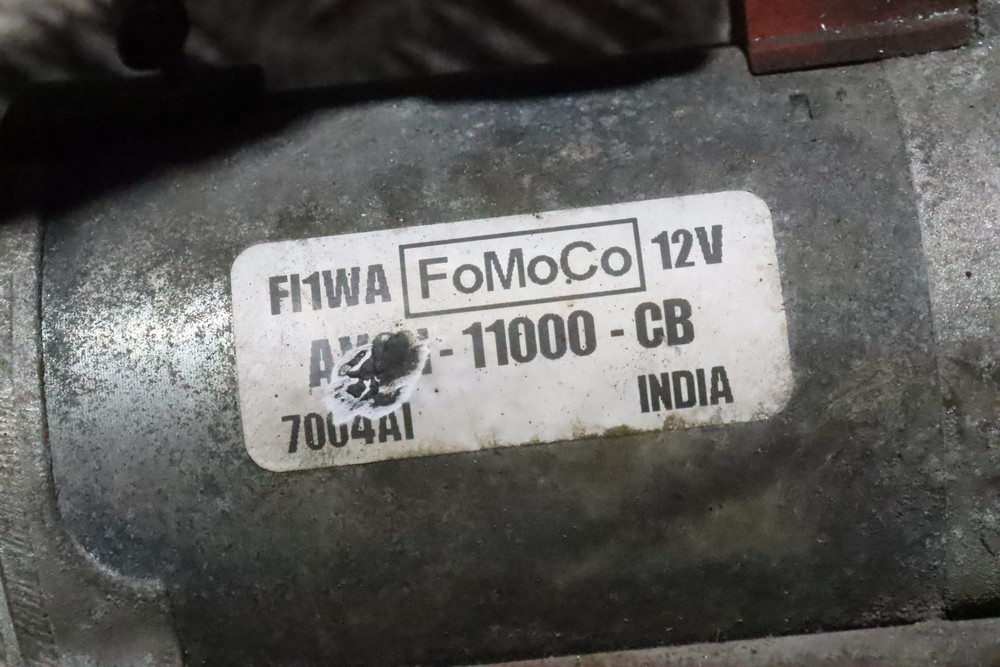 FI1WA FoMoCo 12V
- 11000 - CB
INDIA
7004AI